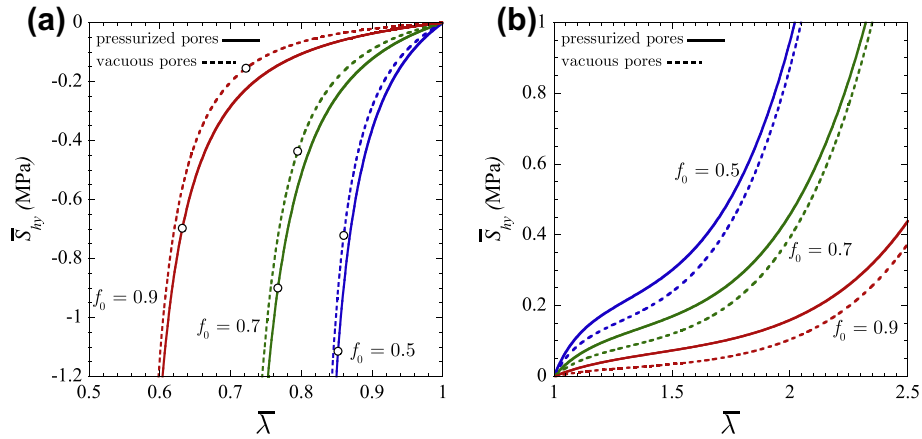 (a)
pressurized pores
vacuous pores
0
-0.2
-0.4
-0.6
-0.8
-1
-1.2
S̅hy (MPa)
f0 = 0.9
f0 = 0.7
f0 = 0.5
0.5 0.6 0.7 0.8 0.9 1
λ̅
(b)
pressurized pores
vacuous pores
1
0.8
0.6
0.4
0.2
0
S̅hy (MPa)
f0 = 0.5
f0 = 0.7
f0 = 0.9
1 1.5 2 2.5
λ̅